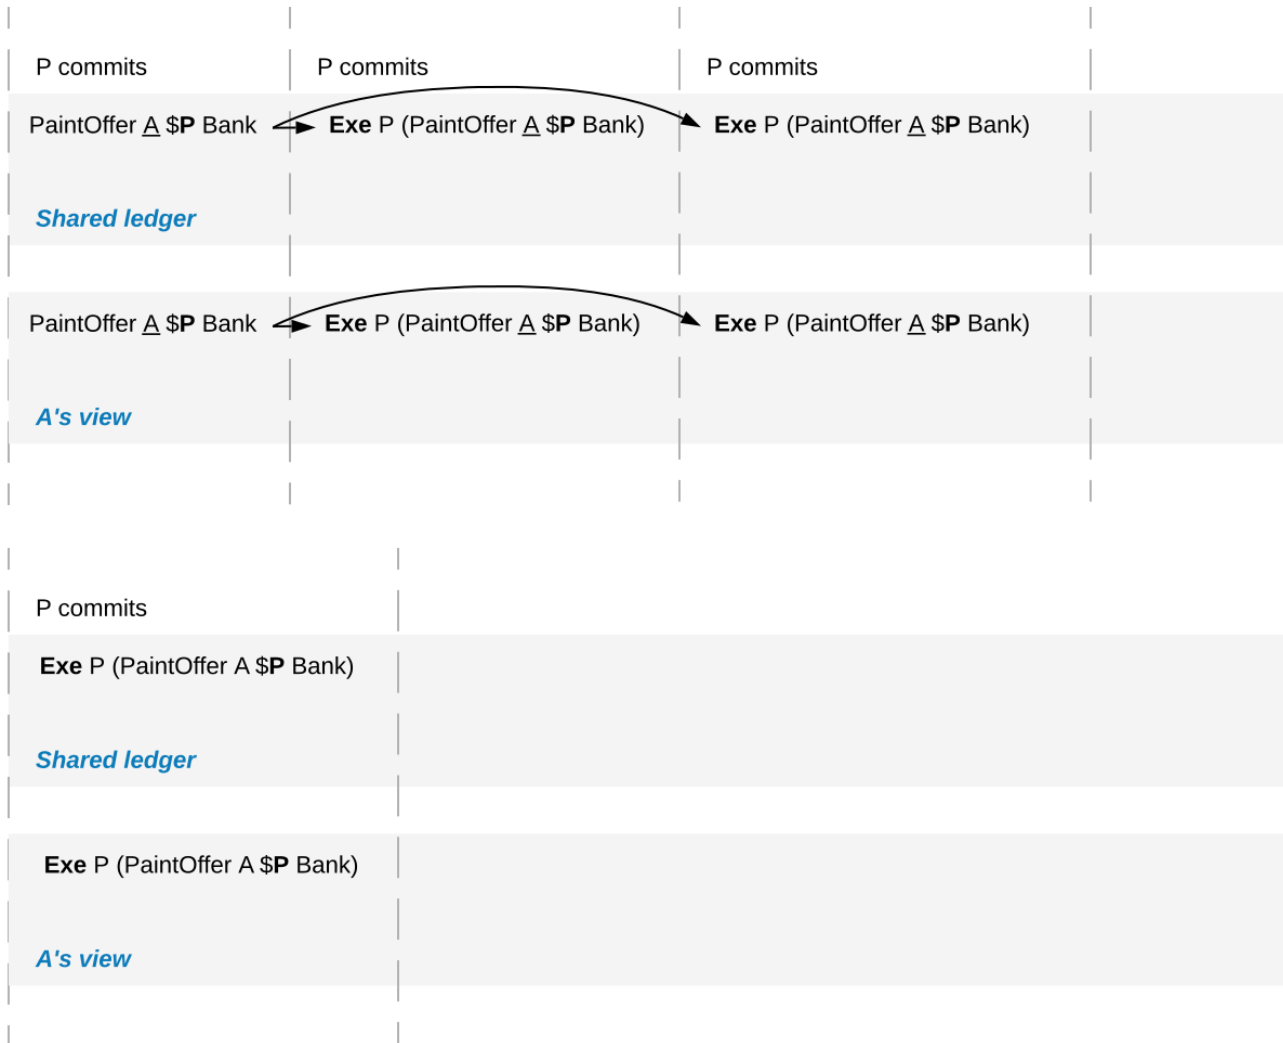 P commits P commits P commits
PaintOffer A $P Bank Exe P (PaintOffer A $P Bank) Exe P (PaintOffer A $P Bank)
Shared ledger
PaintOffer A $P Bank Exe P (PaintOffer A $P Bank) Exe P (PaintOffer A $P Bank)
A's view
P commits
Exe P (PaintOffer A $P Bank)
Shared ledger
Exe P (PaintOffer A $P Bank)
A's view